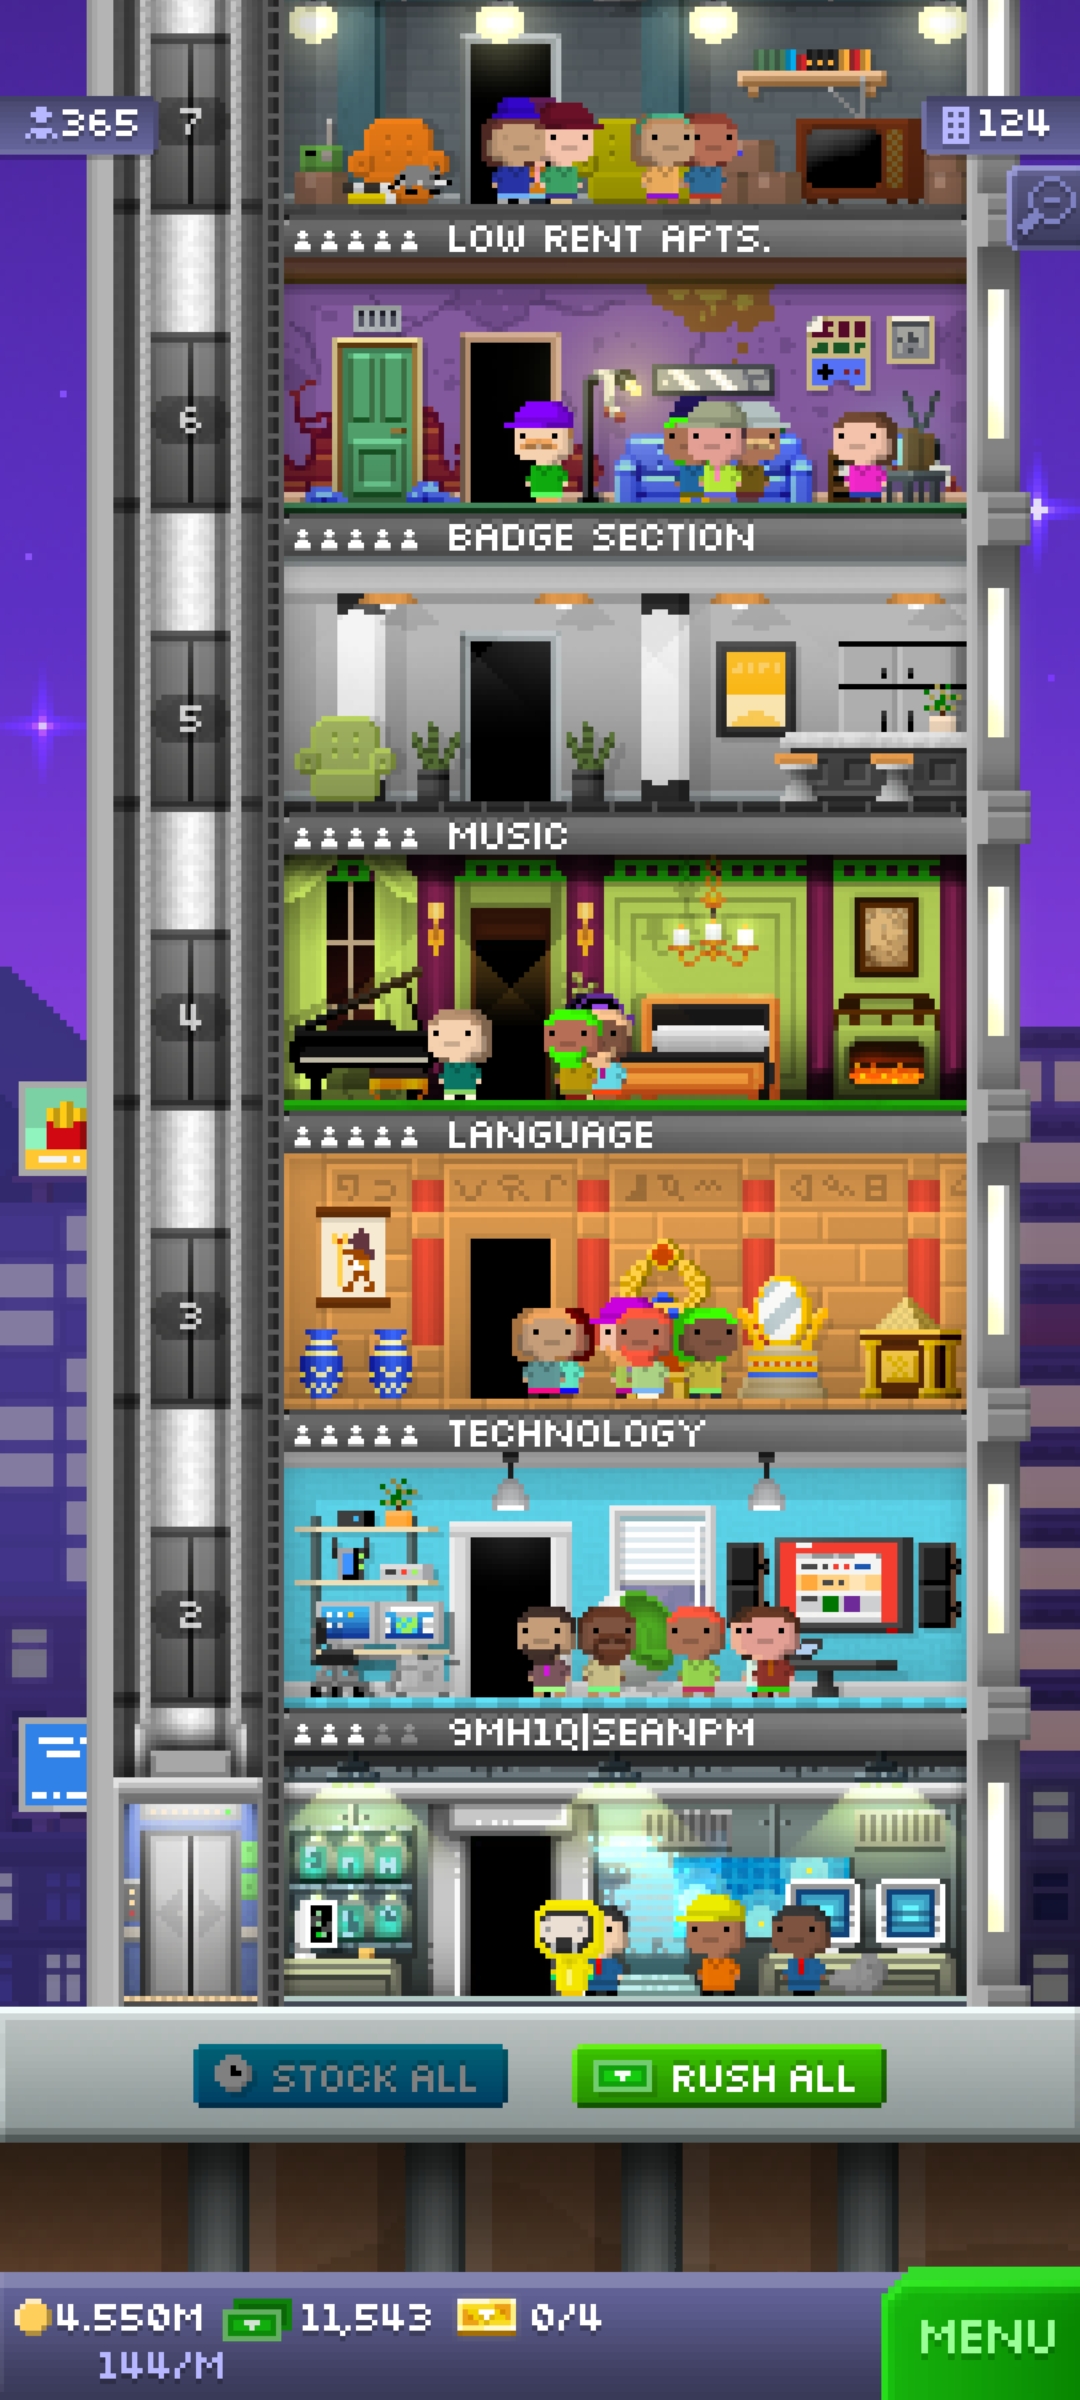 7
365
124
LOW RENT APTS.
6
BADGE SECTION
5
MUSIC
4
LANGUAGE
3
TECHNOLOGY
2
9MH1Q|SEANPM
STOCK ALL
RUSH ALL
4.550M
11,543
0/4
144/M
MENU